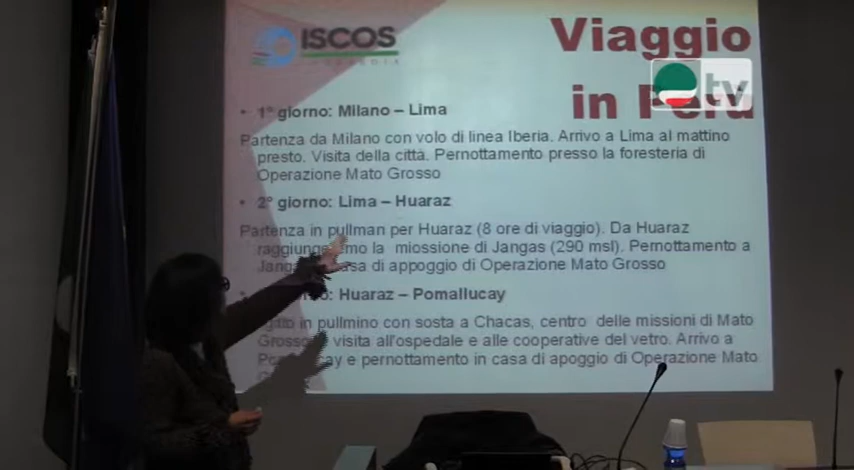 ISCOS
Viaggio
in Perù
tv
• 1° giorno: Milano – Lima
Partenza da MILANO con volo di linea Iberia. Arrivo a Lima al mattino
presto. Visita della città. Pernottamento presso la foresteria di
Operazione Mato Grosso
• 2° giorno: Lima – Huaraz
Partenza in pullman per Huaraz (8 ore di viaggio). Da Huaraz
la miossione di Jangas (290 msl). Pernottamento a
casa di appoggio di Operazione Mato Grosso
Huaraz – Pomallucay
in pullmino con sosta a Chacas, centro delle missioni di Mato
Grosso e visita all'ospedale e alle cooperative del vetro. Arrivo a
e pernottamento in casa di apoggio di Operazione Mato